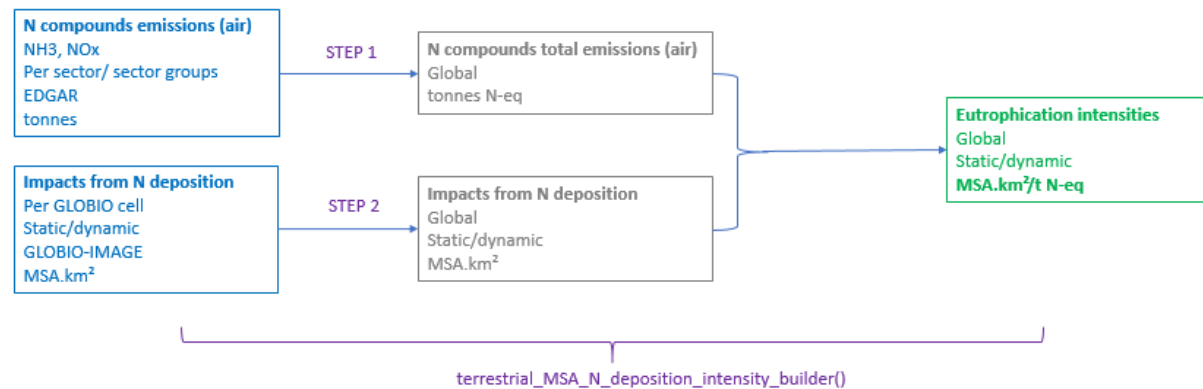 N compounds emissions (air)
NH3, NOx
Per sector/ sector groups
EDGAR
tonnes
STEP 1
N compounds total emissions (air)
Global
tonnes N-eq
Impacts from N deposition
Per GLOBIO cell
Static/dynamic
GLOBIO-IMAGE
MSA.km²
STEP 2
Impacts from N deposition
Global
Static/dynamic
MSA.km²
Eutrophication intensities
Global
Static/dynamic
MSA.km²/t N-eq
terrestrial_MSA_N_deposition_intensity_builder()